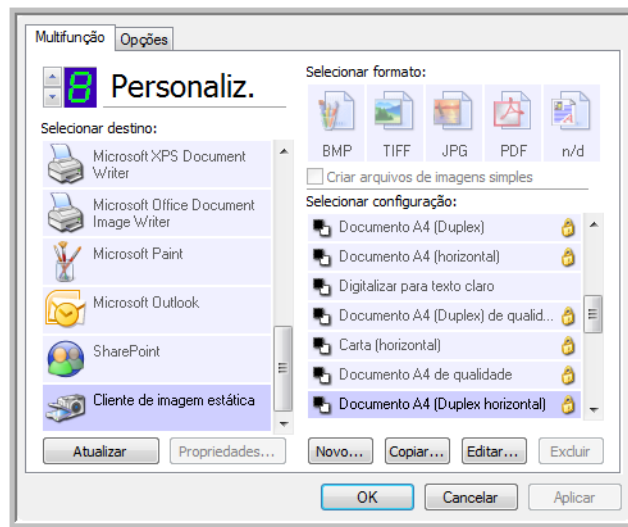 Multifunção
Opções
8
Personaliz.
Selecionar destino:
Microsoft XPS Document
Writer
Microsoft Office Document
Image Writer
Microsoft Paint
Microsoft Outlook
SharePoint
Cliente de imagem estática
Atualizar
Propriedades...
Selecionar formato:
BMP
TIFF
JPG
PDF
n/d
Criar arquivos de imagens simples
Selecionar configuração:
Documento A4 (Duplex)
Documento A4 (horizontal)
Digitalizar para texto claro
Documento A4 (Duplex) de qualid...
Carta (horizontal)
Documento A4 de qualidade
Documento A4 (Duplex horizontal)
Novo...
Copiar...
Editar...
Excluir
OK
Cancelar
Aplicar